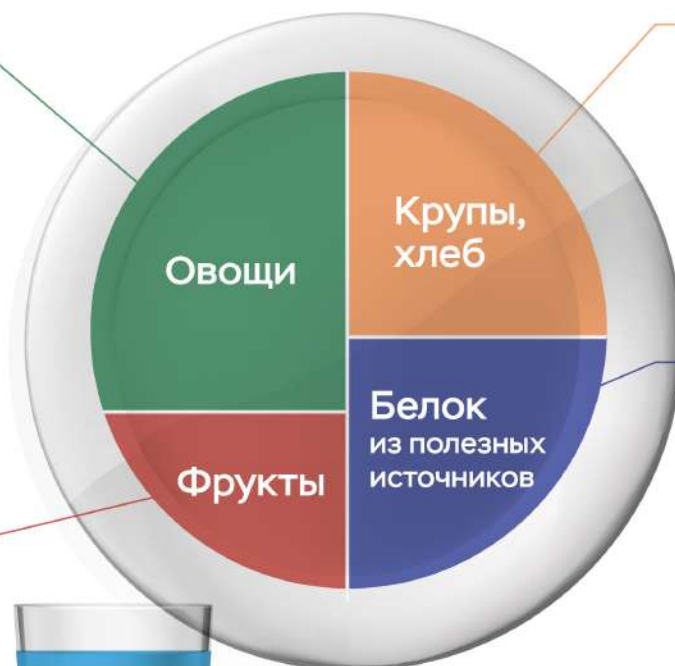 Овощи
Крупы,
хлеб
Фрукты
Белок
из полезных
источников